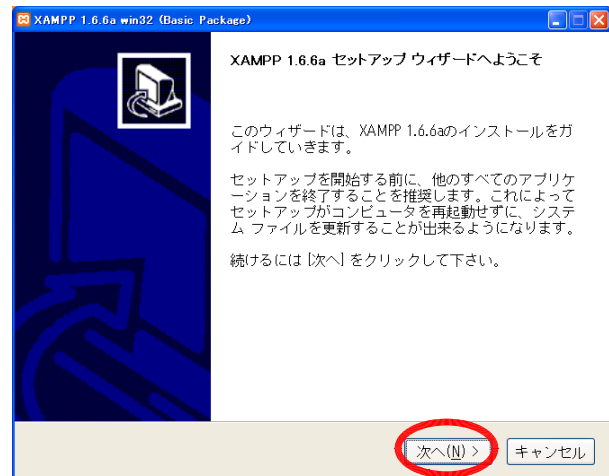 XAMPP 1.6.6a win32 (Basic Package)
XAMPP 1.6.6a セットアップ ウィザードへようこそ
このウィザードは、XAMPP 1.6.6aのインストールをガ
イドしていきます。
セットアップを開始する前に、他のすべてのアプリケ
ーションを終了することを推奨します。これによって
セットアップがコンピュータを再起動せずに、システ
ム ファイルを更新することが出来るようになります。
続けるには [次へ] をクリックして下さい。
次へ(N) >
キャンセル